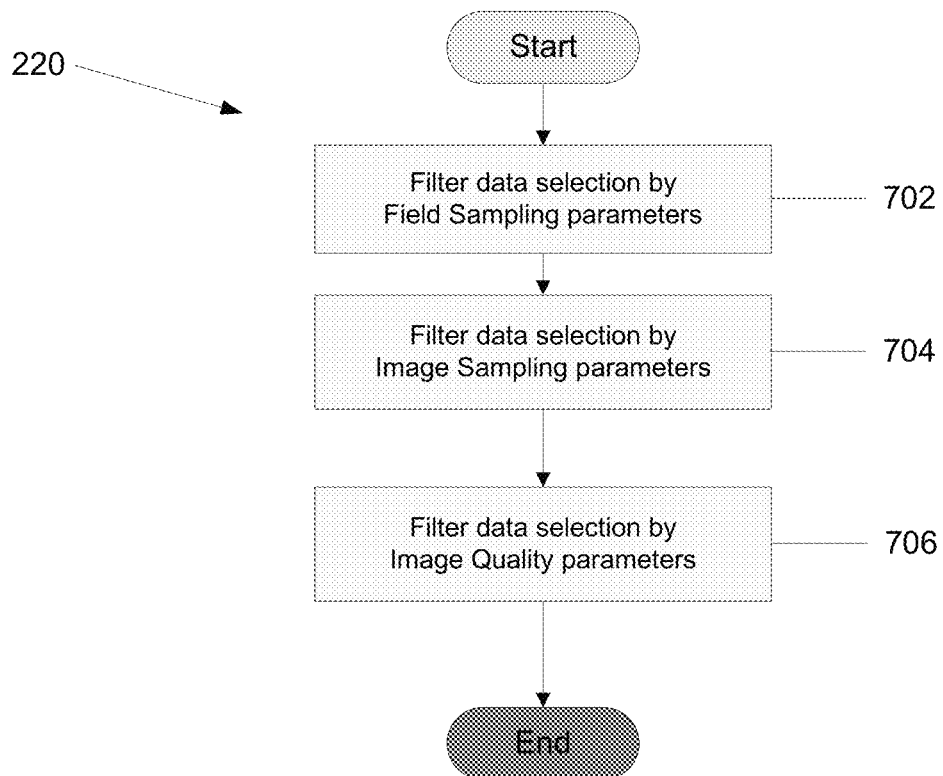 Start
220
Filter data selection by
Field Sampling parameters
702
Filter data selection by
Image Sampling parameters
704
Filter data selection by
Image Quality parameters
706
End